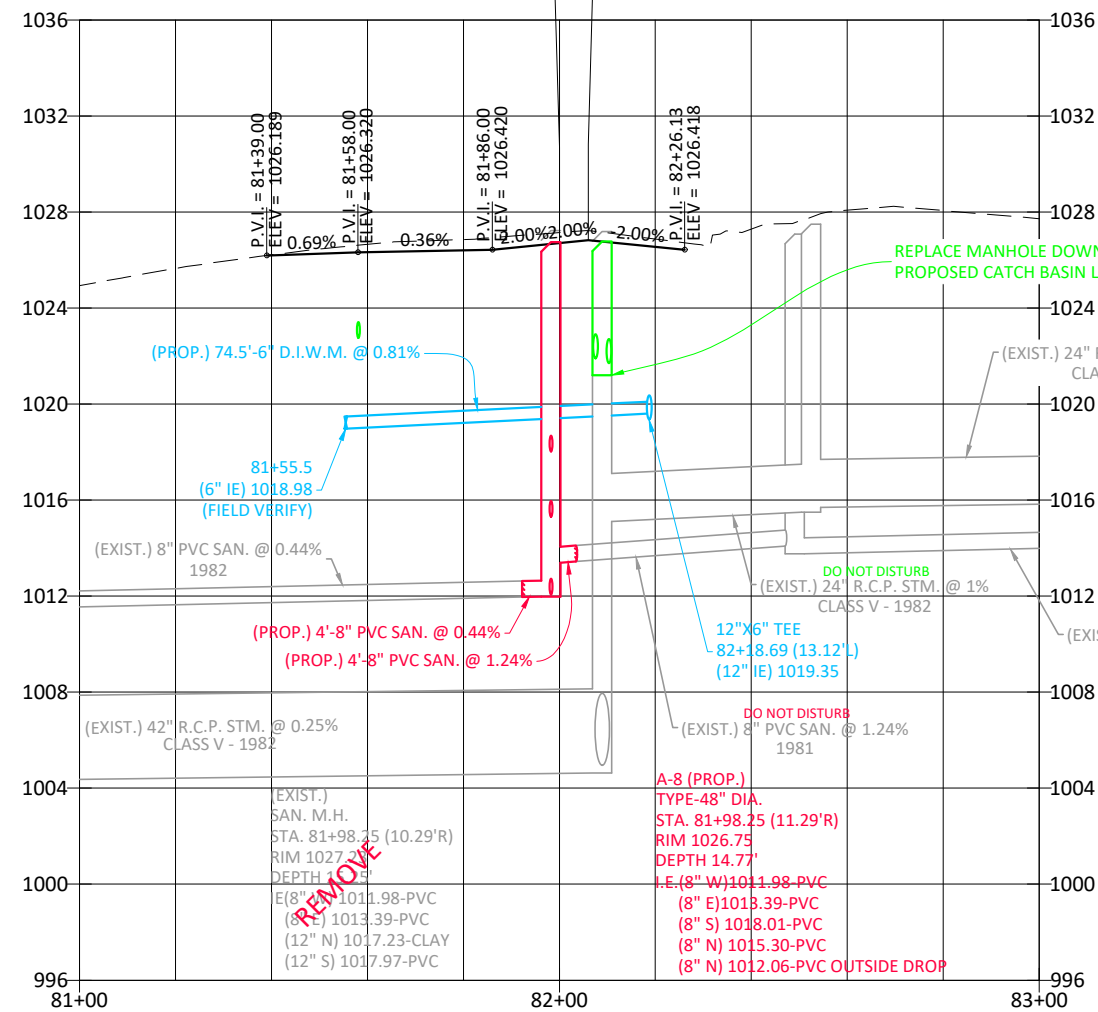 1036
1036
1032
1032
1028
1028
1024
1024
1020
1020
1016
1016
1012
1012
1008
1008
1004
1004
1000
1000
996
996
81+00
82+00
83+00
P.V.I. = 81+39.00
ELEV = 1026.189
P.V.I. = 81+58.00
ELEV = 1026.320
P.V.I. = 81+86.00
ELEV = 1026.420
P.V.I. = 82+26.13
ELEV = 1026.418
0.69%
0.36%
2.00%
-2.00%
-2.00%
REPLACE MANHOLE DOWN
PROPOSED CATCH BASIN L
(PROP.) 74.5'-6" D.I.W.M. @ 0.81%
(EXIST.) 24"
CLA
81+55.5
(6" IE) 1018.98
(FIELD VERIFY)
(EXIST.) 8" PVC SAN. @ 0.44%
1982
DO NOT DISTURB
(EXIST.) 24" R.C.P. STM. @ 1%
CLASS V - 1982
(PROP.) 4'-8" PVC SAN. @ 0.44%
(PROP.) 4'-8" PVC SAN. @ 1.24%
12"X6" TEE
82+18.69 (13.12'L)
(12" IE) 1019.35
(EXIS
(EXIST.) 42" R.C.P. STM. @ 0.25%
CLASS V - 1982
DO NOT DISTURB
(EXIST.) 8" PVC SAN. @ 1.24%
1981
(EXIST.)
SAN. M.H.
STA. 81+98.25 (10.29'R)
RIM
DEPTH
IE(8" W) 1011.98-PVC
(8" E) 1013.39-PVC
(12" N) 1017.23-CLAY
(12" S) 1017.97-PVC
REMOVE
A-8 (PROP.)
TYPE-48" DIA.
STA. 81+98.25 (11.29'R)
RIM 1026.75
DEPTH 14.77'
I.E.(8" W)1011.98-PVC
(8" E)1013.39-PVC
(8" S) 1018.01-PVC
(8" N) 1015.30-PVC
(8" N) 1012.06-PVC OUTSIDE DROP